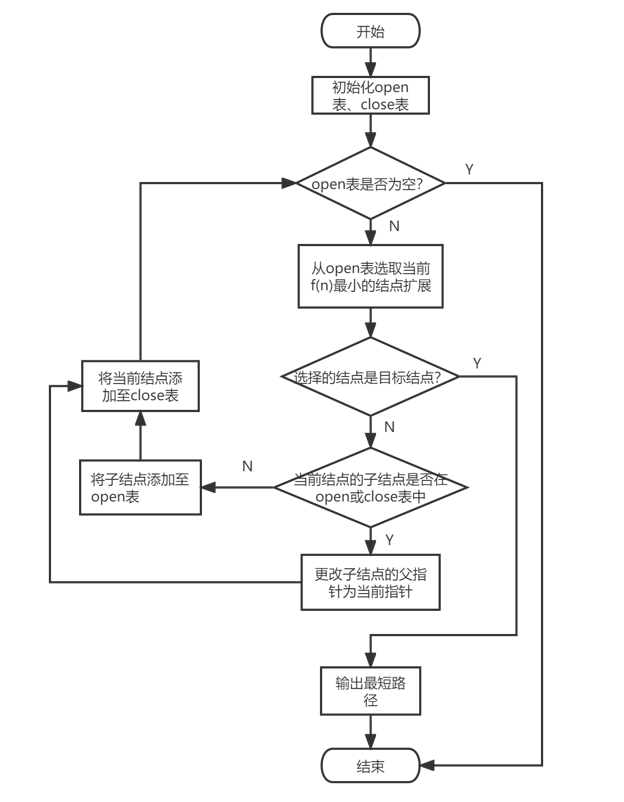 开始
初始化open
表、close表
open表是否为空？
Y
N
从open表选取当前
f(n)最小的结点扩展
选择的结点是目标结点？
Y
N
将当前结点添
加至close表
当前结点的子结点是否在
open或close表中
N
将子结点添加至
open表
Y
更改子结点的父指
针为当前指针
输出最短路
径
结束